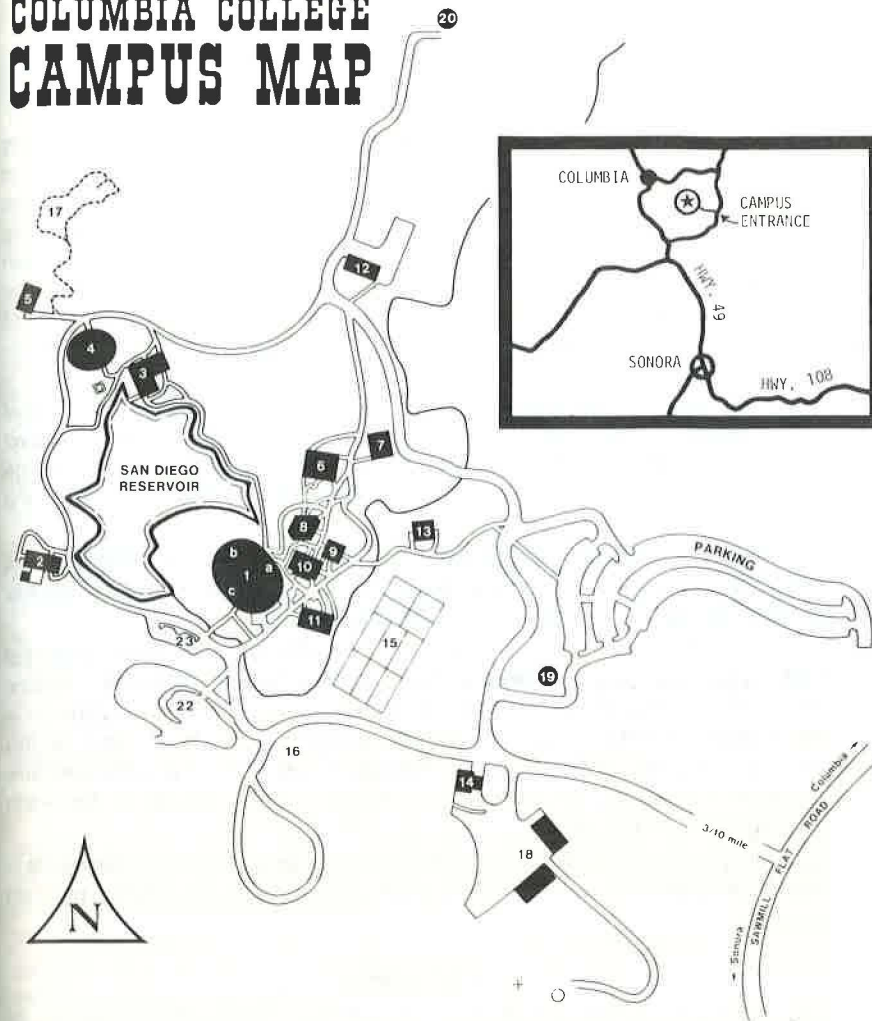 COLUMBIA COLLEGE
CAMPUS MAP
20
COLUMBIA
CAMPUS
ENTRANCE
HWY. 49
SONORA
HWY. 108
17
12
5
4
3
7
6
SAN DIEGO
RESERVOIR
8
13
9
b
2
1
a
10
c
PARKING
11
15
23
19
22
16
14
Columbia
3/10 mile
18
SAWMILL FLAT ROAD
Sonora
N